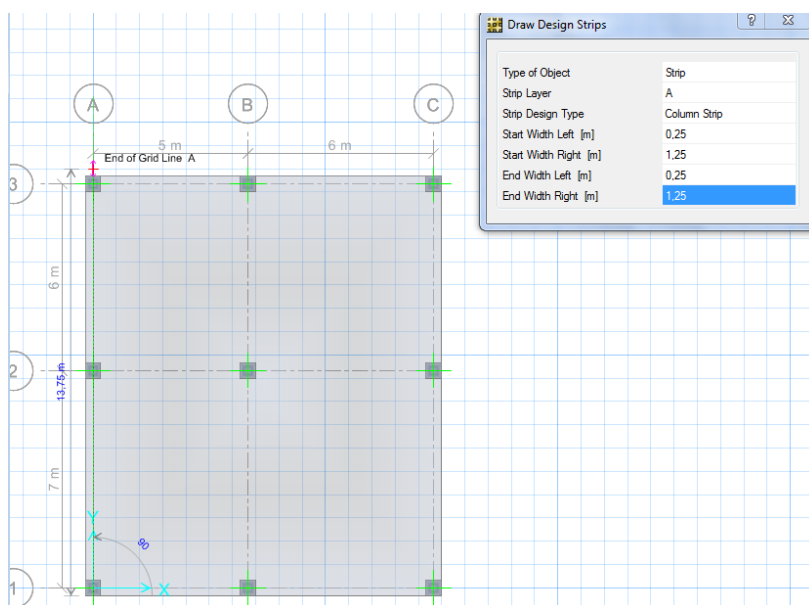 Draw Design Strips
?
Type of Object Strip
Strip Layer A
Strip Design Type Column Strip
Start Width Left [m] 0,25
Start Width Right [m] 1,25
End Width Left [m] 0,25
End Width Right [m] 1,25
A B C
5 m 6 m
End of Grid Line A
3
6 m
2
13.75 m
7 m
Y
90
1
X